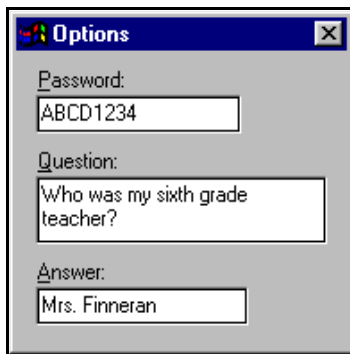 Options
Password:
ABCD1234
Question:
Who was my sixth grade
teacher?
Answer:
Mrs. Finneran